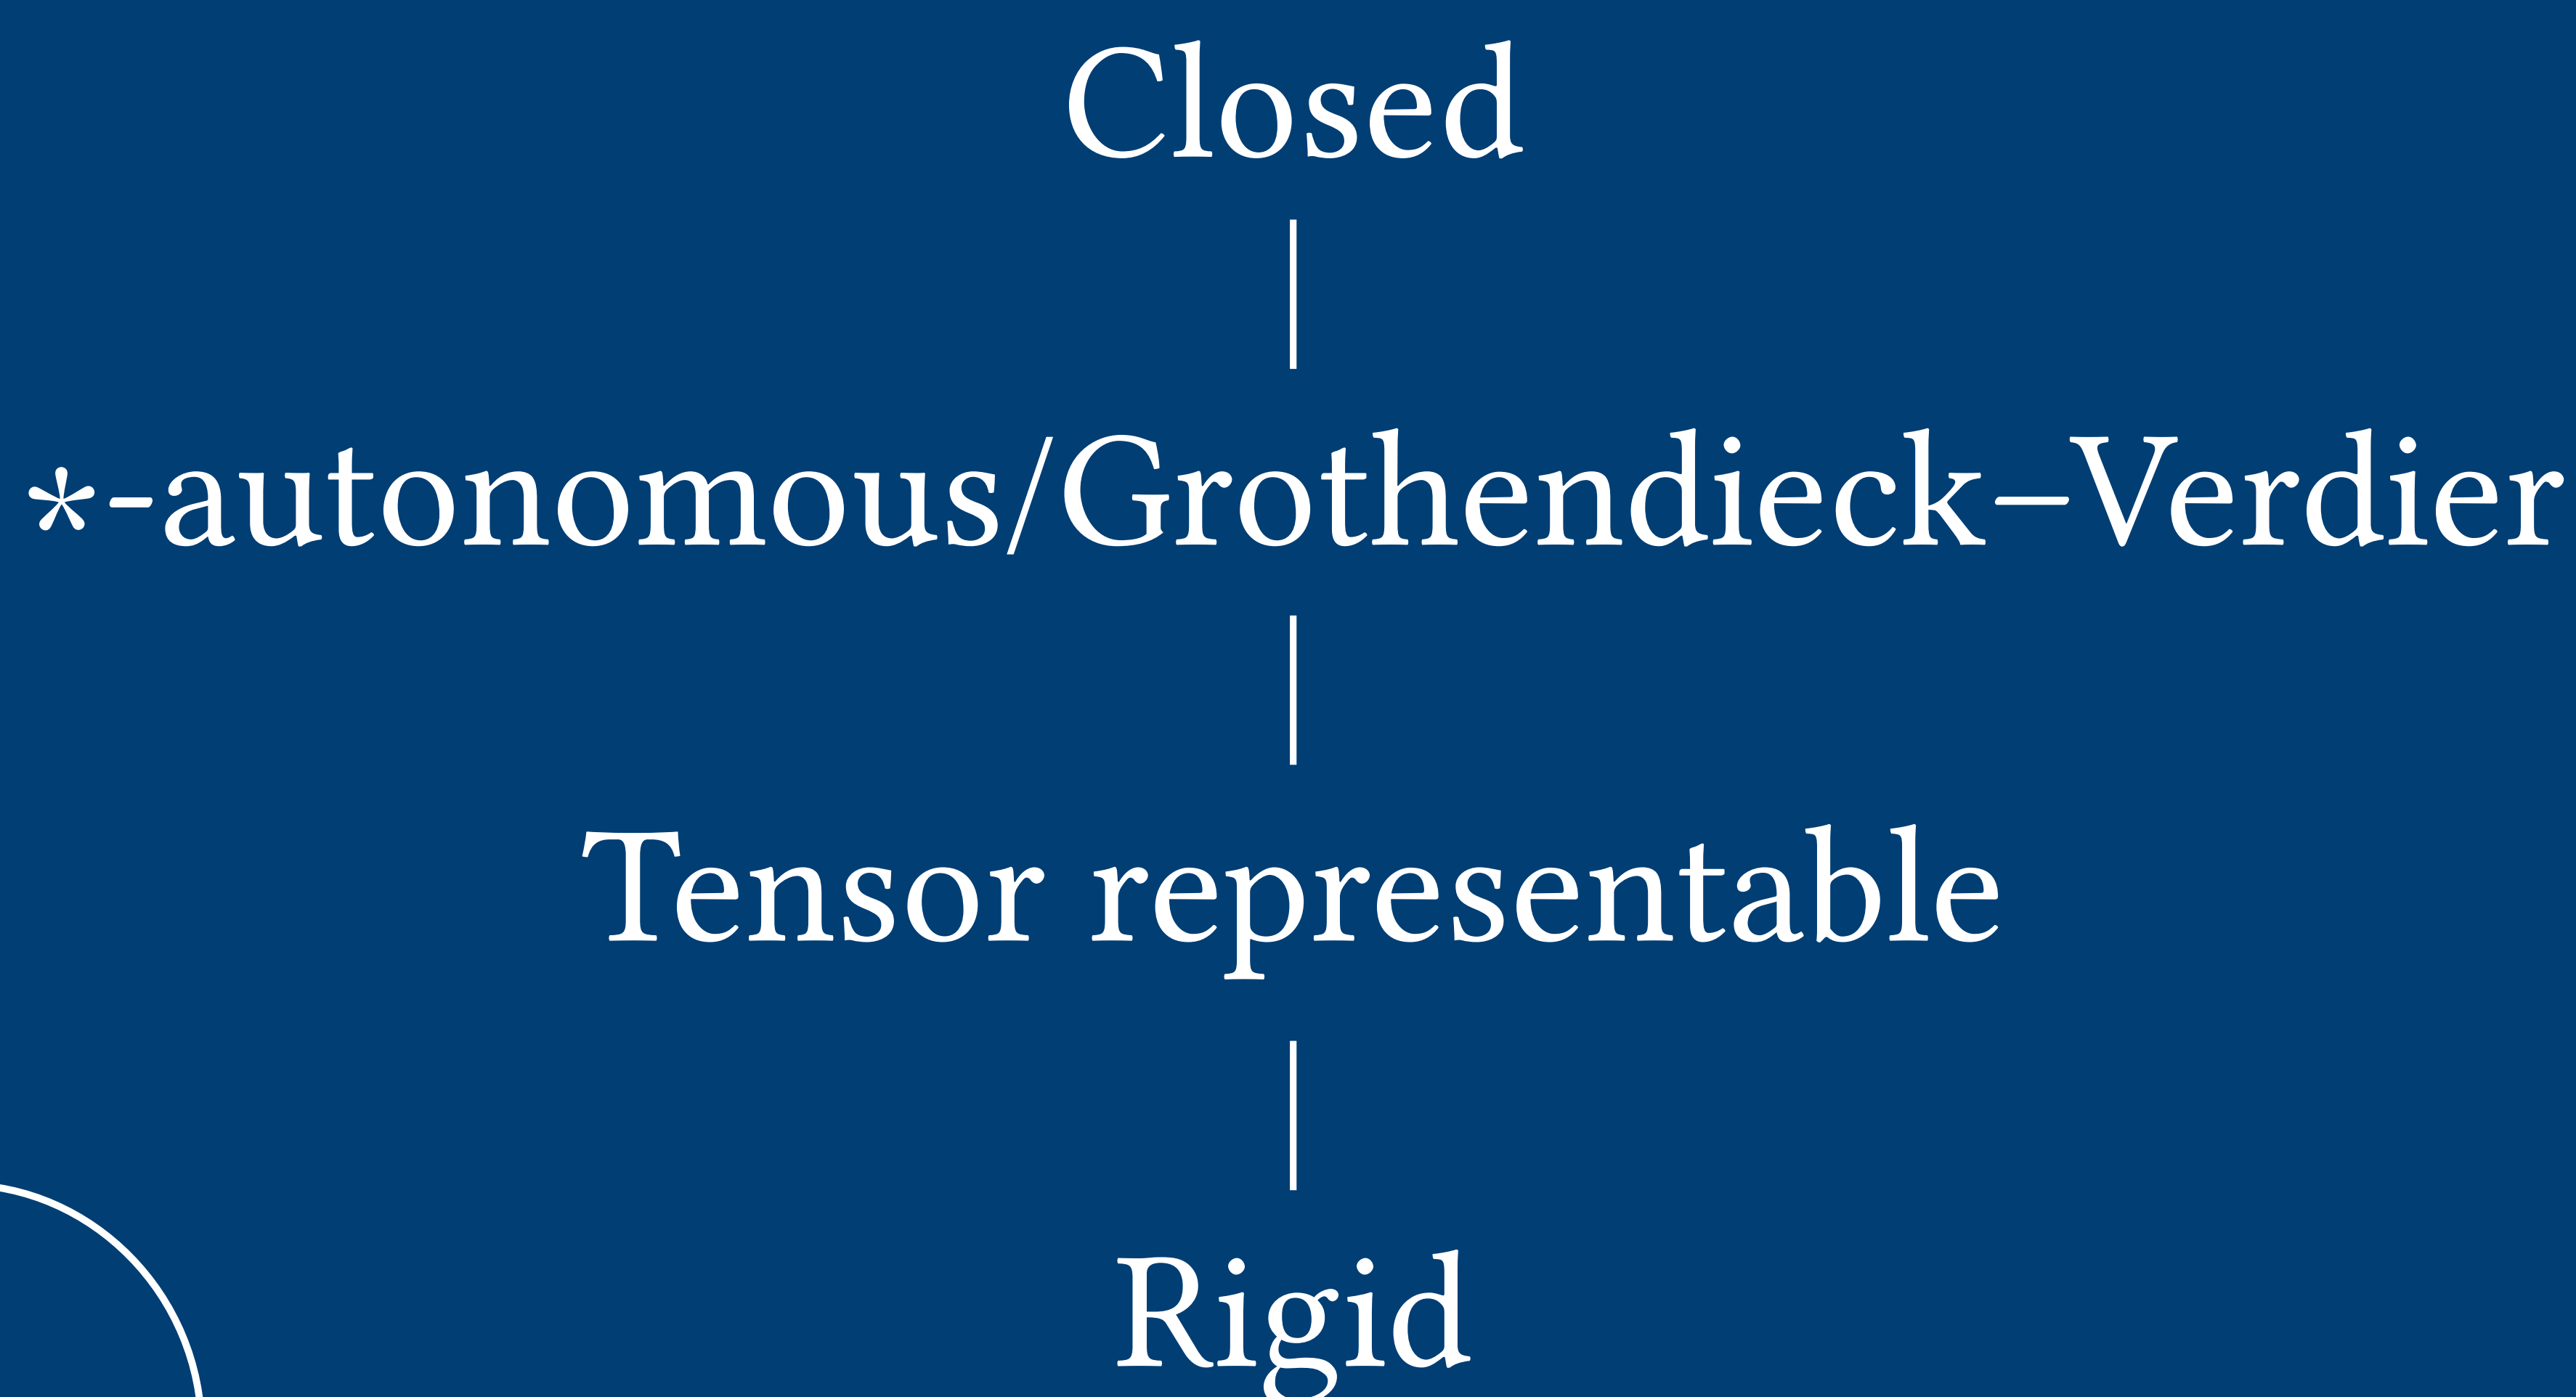 Closed
*-autonomous/Grothendieck–Verdier
Tensor representable
Rigid